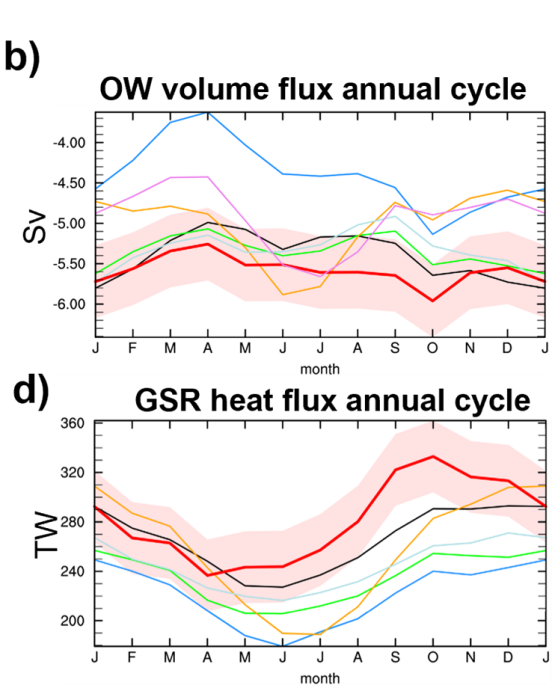 b)
OW volume flux annual cycle
Sv
-4.00
-4.50
-5.00
-5.50
-6.00
J F M A M J J A S O N D J
month
d)
GSR heat flux annual cycle
TW
360
320
280
240
200
J F M A M J J A S O N D J
month